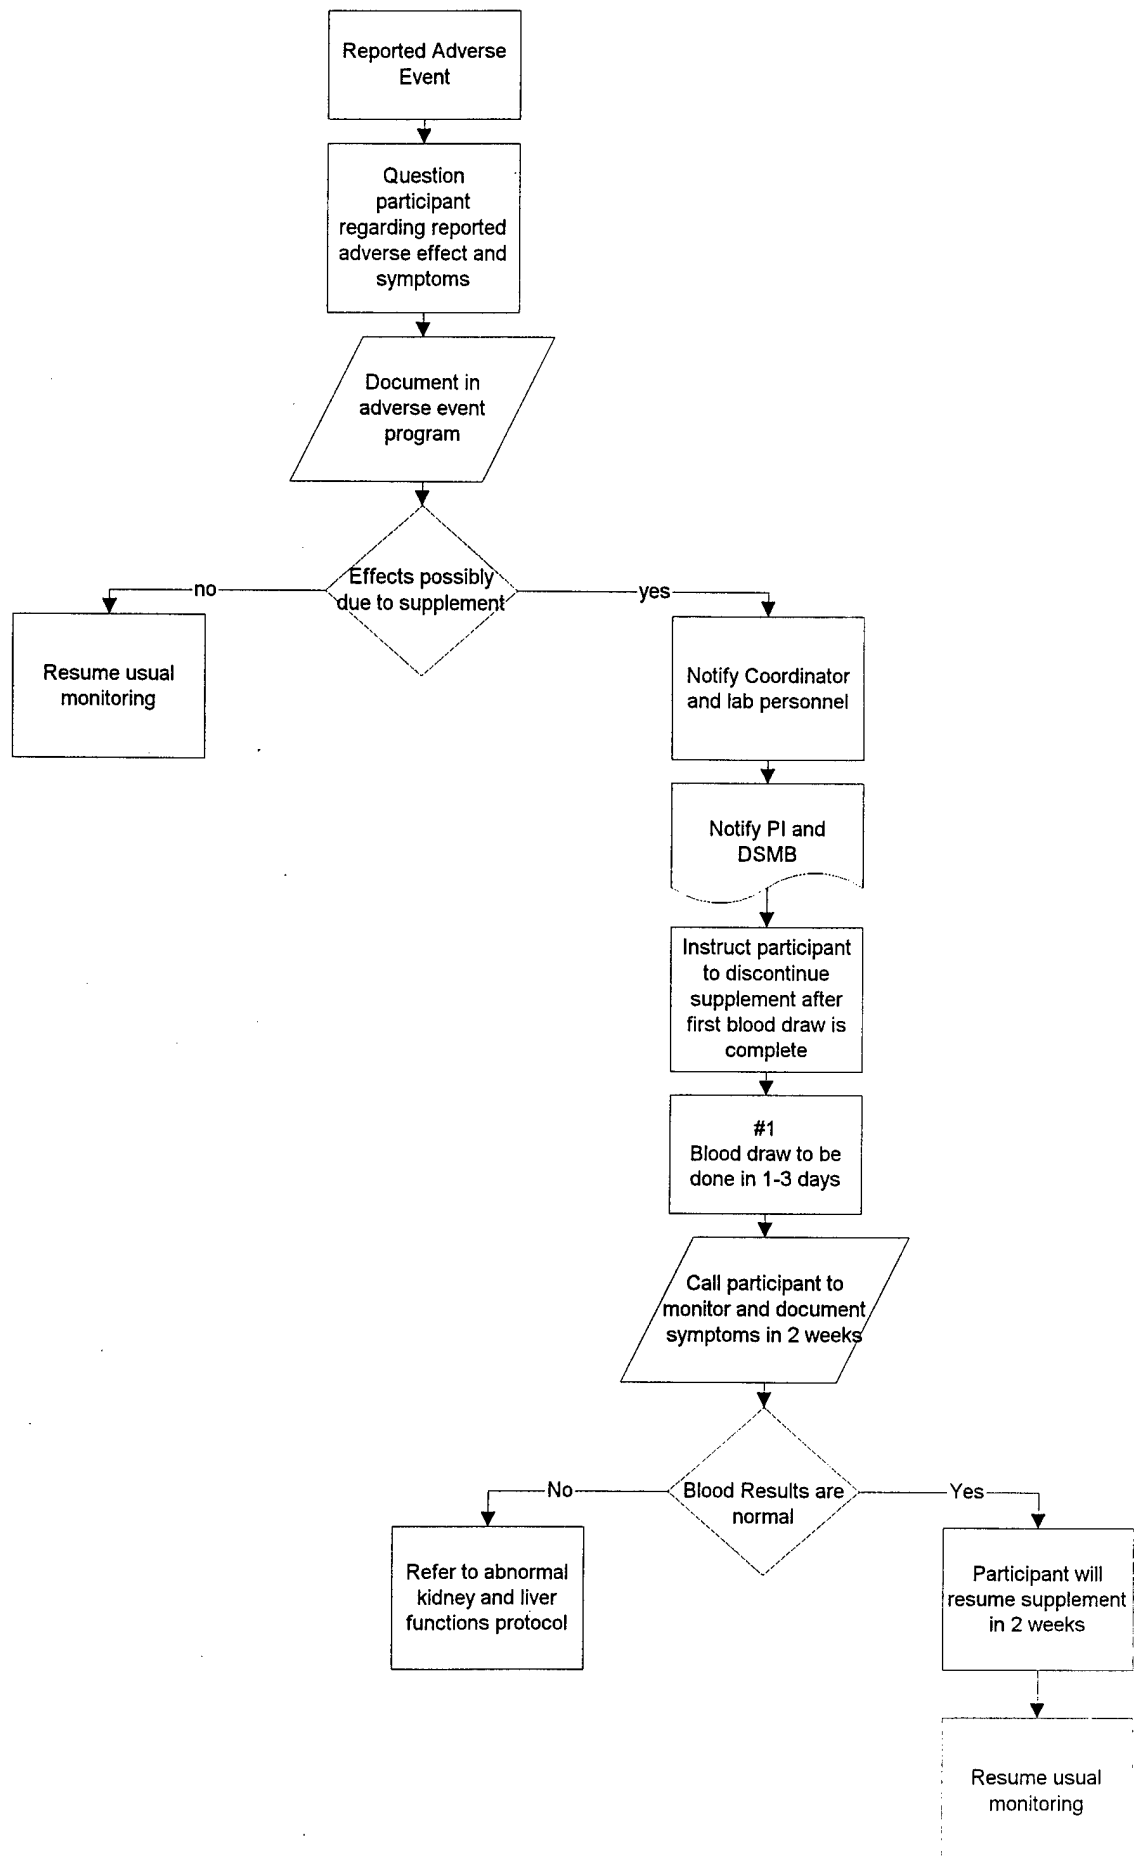 Reported Adverse
Event
Question
participant
regarding reported
adverse effect and
symptoms
Document in
adverse event
program
Effects possibly
due to supplement
no
yes
Resume usual
monitoring
Notify Coordinator
and lab personnel
Notify PI and
DSMB
Instruct participant
to discontinue
supplement after
first blood draw is
complete
#1
Blood draw to be
done in 1-3 days
Call participant to
monitor and document
symptoms in 2 weeks
Blood Results are
normal
No
Yes
Refer to abnormal
kidney and liver
functions protocol
Participant will
resume supplement
in 2 weeks
Resume usual
monitoring